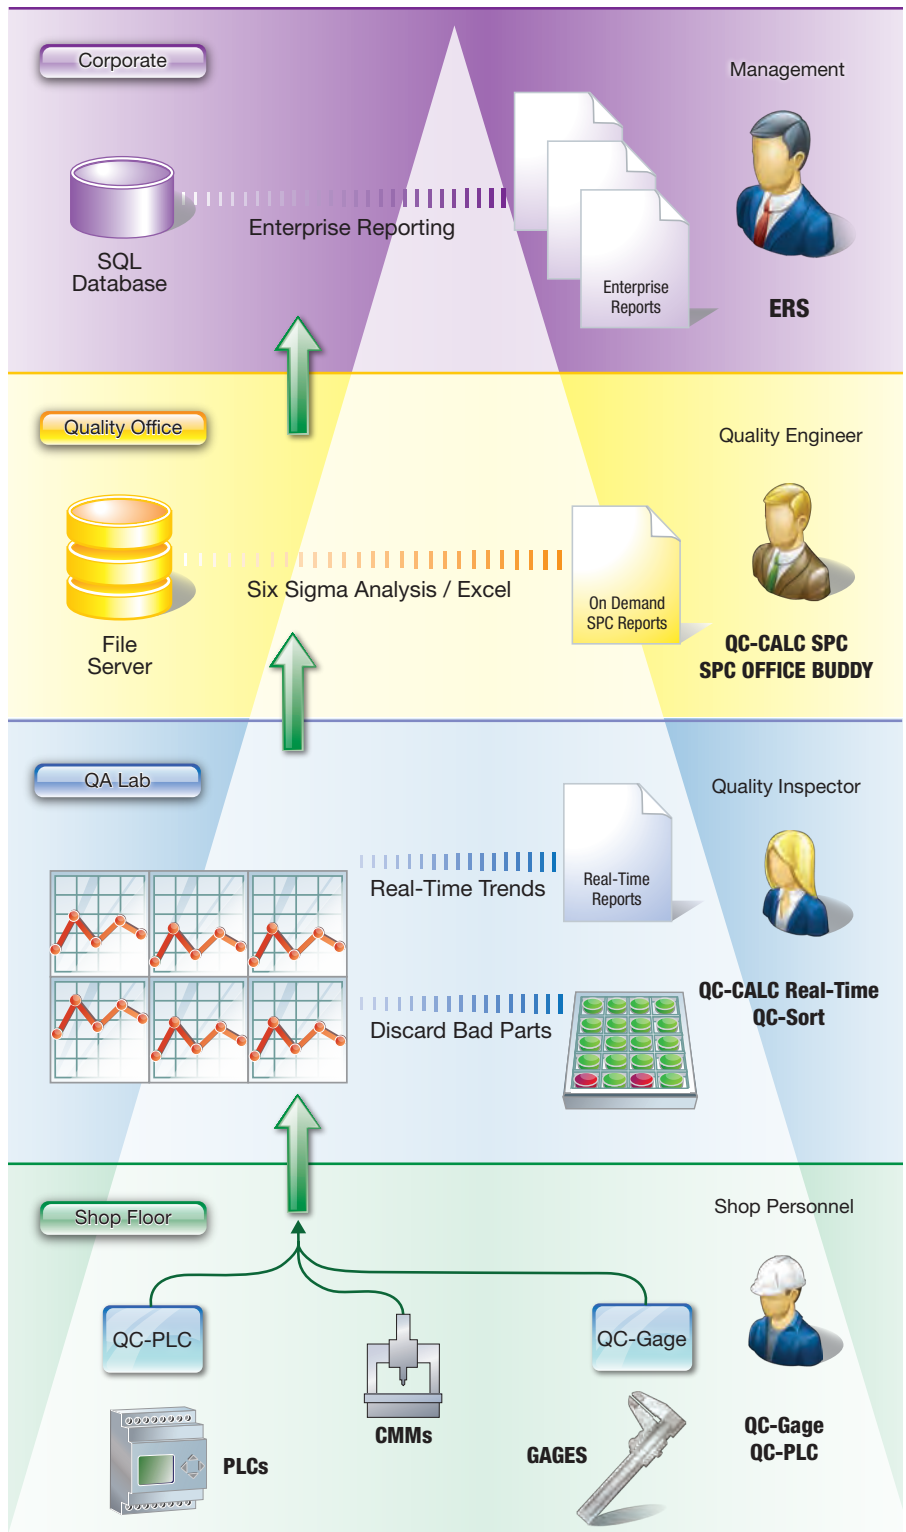 Corporate
Management
Enterprise Reporting
SQL
Database
Enterprise
Reports
ERS
Quality Office
Quality Engineer
Six Sigma Analysis / Excel
On Demand
SPC Reports
File
Server
QC-CALC SPC
SPC OFFICE BUDDY
QA Lab
Quality Inspector
Real-Time Trends
Real-Time
Reports
QC-CALC Real-Time
QC-Sort
Discard Bad Parts
Shop Floor
Shop Personnel
QC-PLC
QC-Gage
CMMs
PLCs
GAGES
QC-Gage
QC-PLC